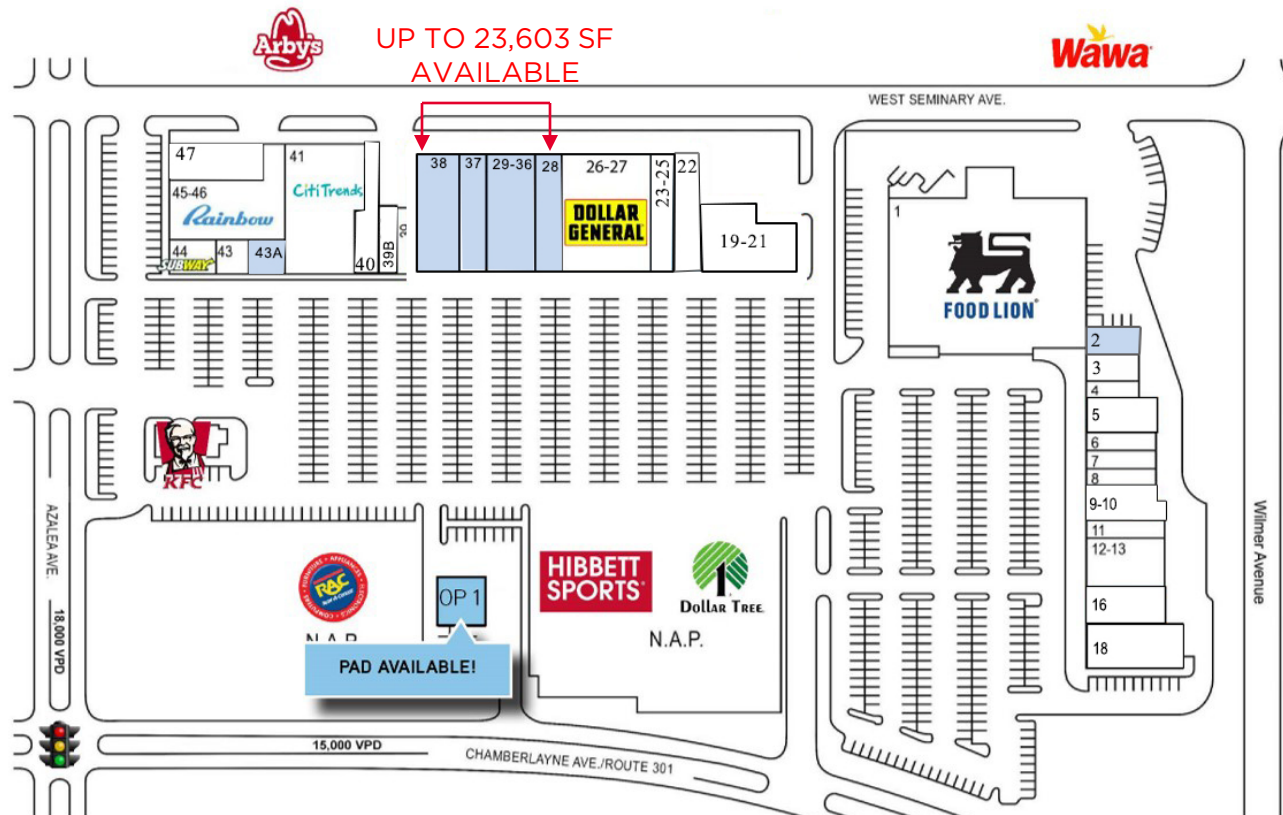 Arby's
UP TO 23,603 SF
AVAILABLE
Wawa
WEST SEMINARY AVE.
47
45-46
Rainbow
44
SUBWAY
43
43A
41
CitiTrends
40
39B
38
37
29-36
28
26-27
DOLLAR
GENERAL
23-25
22
19-21
1
FOOD LION
2
3
4
5
6
7
8
9-10
11
12-13
16
18
KFC
AZALEA AVE.
18,000 VPD
RAC
N.A.P.
OP 1
PAD AVAILABLE!
HIBBETT
SPORTS
DOLLAR TREE
N.A.P.
Wilmer Avenue
15,000 VPD
CHAMBERLAYNE AVE./ROUTE 301